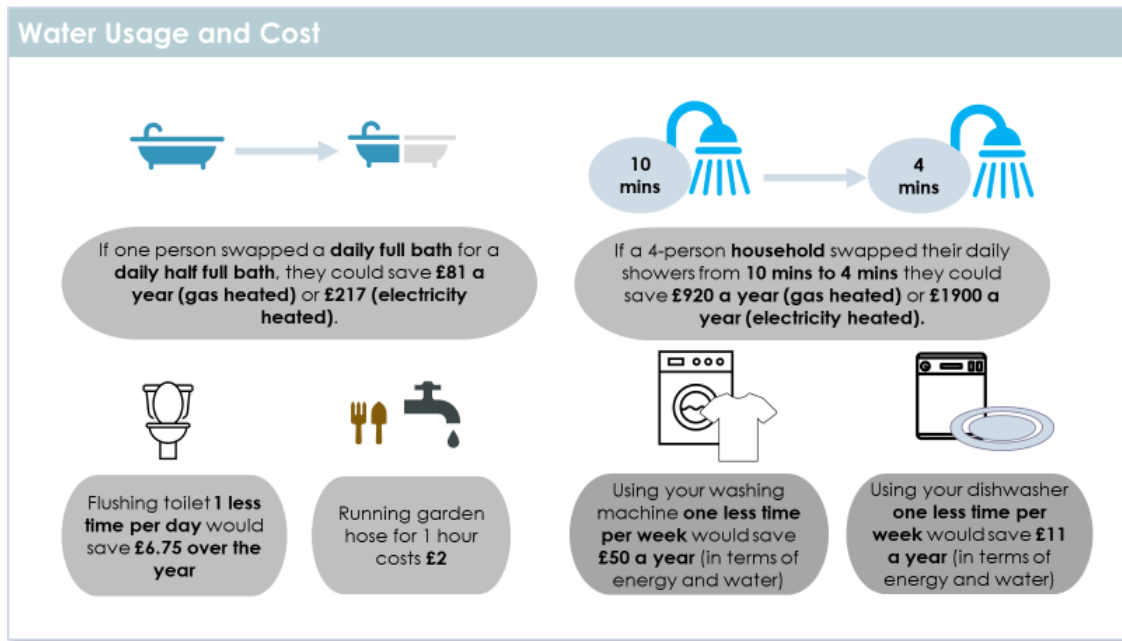 Water Usage and Cost
10
mins
4
mins
If one person swapped a daily full bath for a
daily half full bath, they could save £81 a
year (gas heated) or £217 (electricity
heated).
If a 4-person household swapped their daily
showers from 10 mins to 4 mins they could
save £920 a year (gas heated) or £1900 a
year (electricity heated).
Flushing toilet 1 less
time per day would
save £6.75 over the
year
Running garden
hose for 1 hour
costs £2
Using your washing
machine one less time
per week would save
£50 a year (in terms of
energy and water)
Using your dishwasher
one less time per
week would save £11
a year (in terms of
energy and water)